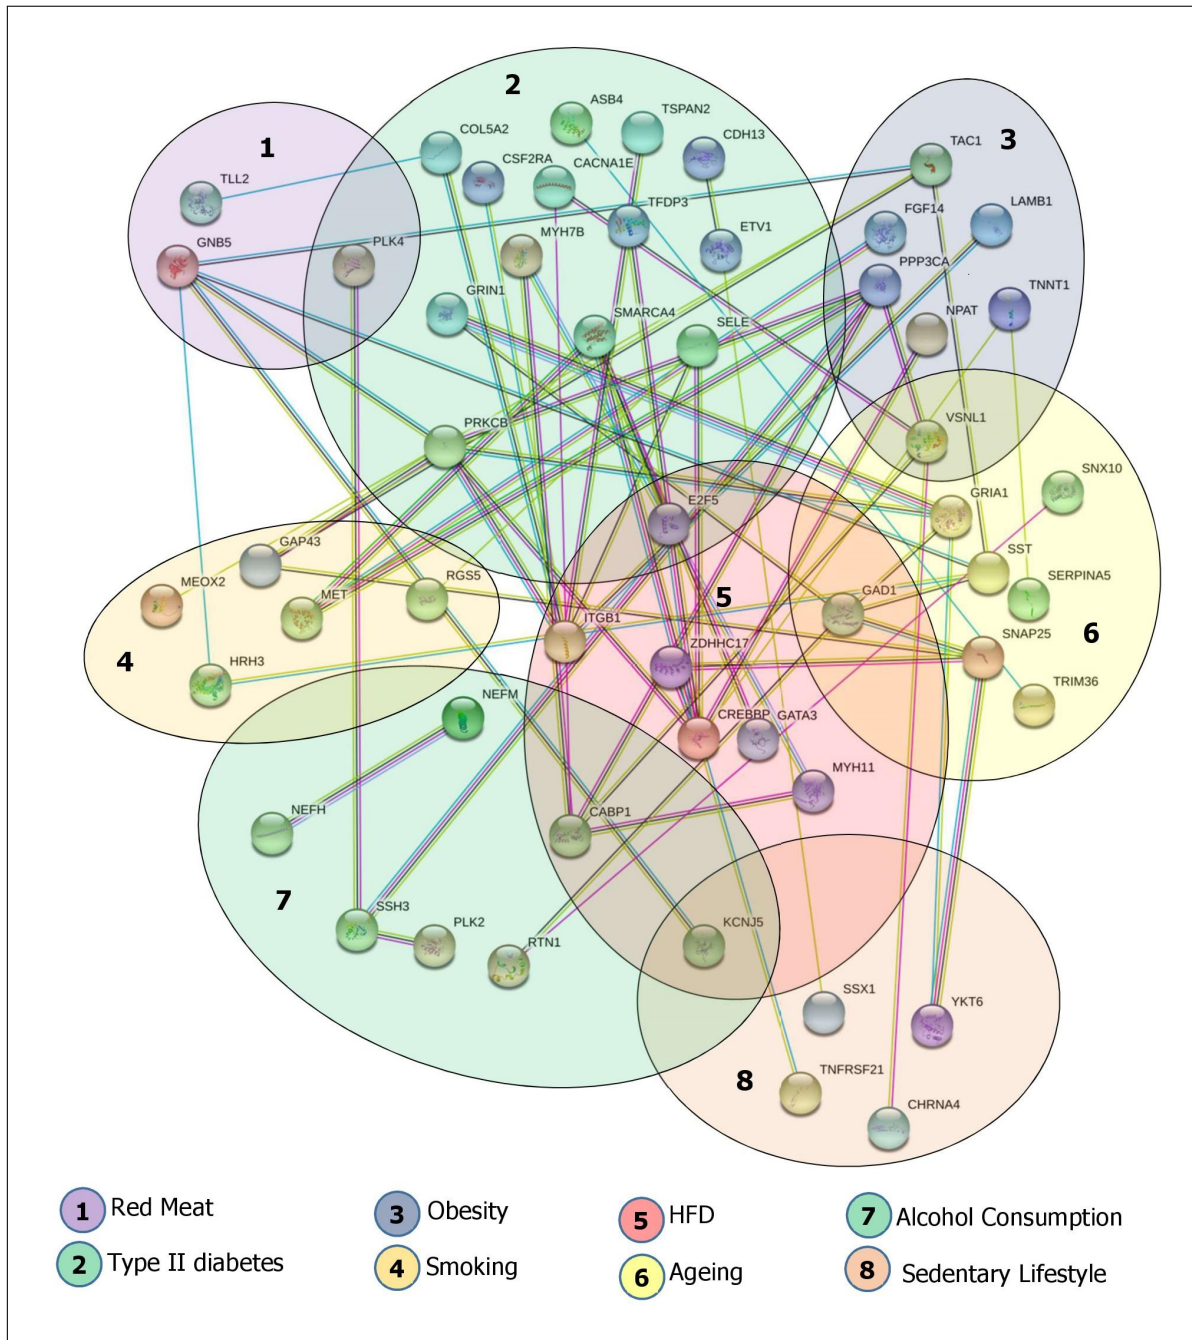 2
ASB4
TSPAN2
COL5A2
CDH13
TAC1
3
1
CSF2RA
CACNA1E
TLL2
TFDP3
FGF14
LAMB1
GNB5
PLK4
MYH7B
ETV1
PPP3CA
GRIN1
SMARCA4
SELE
NPAT
TNNT1
PRKCB
VSNL1
SNX10
E2F5
GRIA1
GAP43
MEOX2
MET
RGS5
SST
SERPINA5
5
GAD1
ITGB1
6
SNAP25
4
HRH3
ZDHHC17
TRIM36
NEFM
CREBBP
GATA3
MYH11
NEFH
CABP1
7
SSH3
PLK2
RTN1
KCNJ5
SSX1
YKT6
8
TNFRSF21
CHRNA4
1 Red Meat
3 Obesity
5 HFD
7 Alcohol Consumption
2 Type II diabetes
4 Smoking
6 Ageing
8 Sedentary Lifestyle